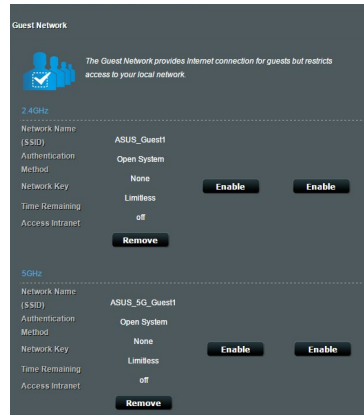 Guest Network
The Guest Network provides Internet connection for guests but restricts
access to your local network.
2.4GHz
Network Name
(SSID)
ASUS_Guest1
Authentication
Method
Open System
Network Key
None
Enable
Enable
Time Remaining
Limitless
Access Intranet
off
Remove
5GHz
Network Name
(SSID)
ASUS_5G_Guest1
Authentication
Method
Open System
Network Key
None
Enable
Enable
Time Remaining
Limitless
Access Intranet
off
Remove